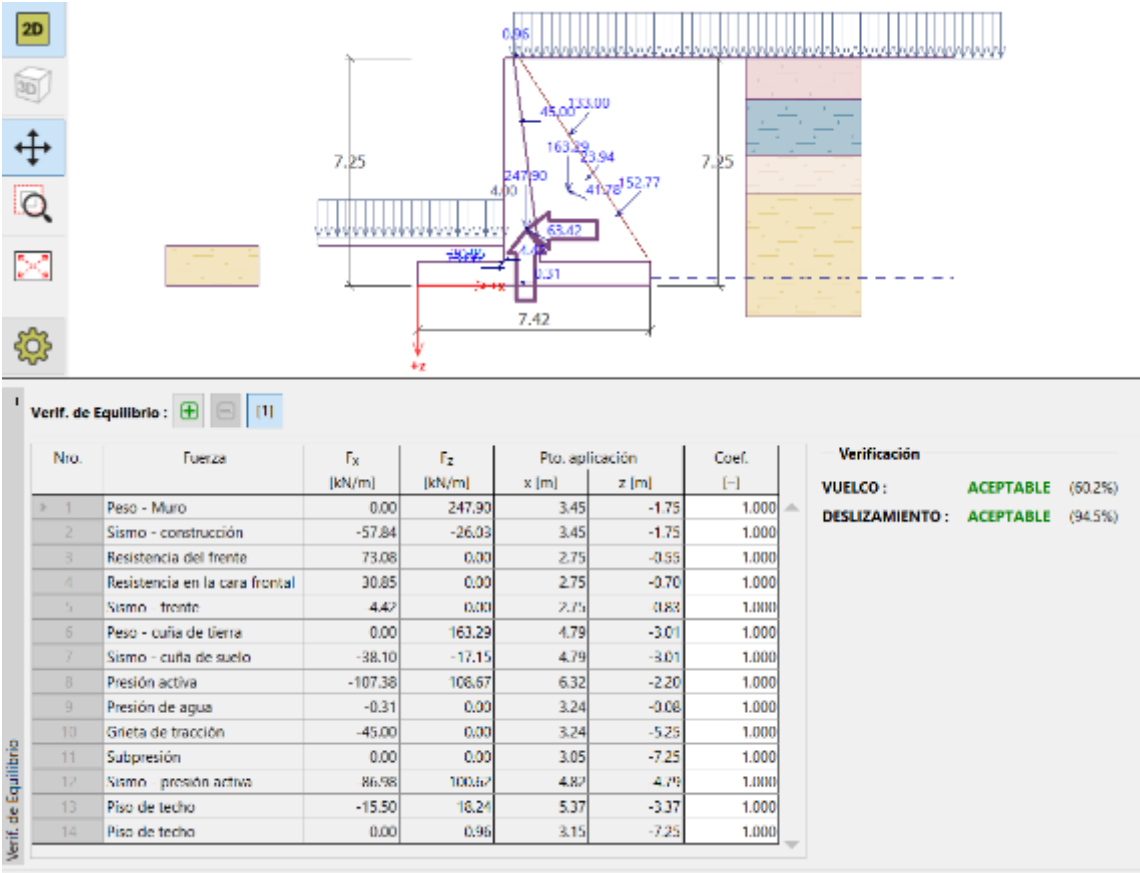 2D
3D
0.96
133.00
45.00
163.29
23.94
7.25
7.25
247.90
152.77
4.00
41.78
63.42
0.31
+x
7.42
+z
Verif. de Equilibrio : [1]
Nro. Fuerza Fx Fz Pto. aplicación Coef.
[kN/m] [kN/m] x [m] z [m] [-]
1 Peso - Muro 0.00 247.90 3.45 -1.75 1.000
2 Sismo - construcción -57.84 -26.03 3.45 -1.75 1.000
3 Resistencia del frente 73.08 0.00 2.75 -0.55 1.000
4 Resistencia en la cara frontal 30.85 0.00 2.75 -0.70 1.000
5 Sismo - frente -4.42 0.00 2.75 -0.83 1.000
6 Peso - cuña de tierra 0.00 163.29 4.79 -3.01 1.000
7 Sismo - cuña de suelo -38.10 -17.15 4.79 -3.01 1.000
8 Presión activa -107.38 108.67 6.32 -2.20 1.000
9 Presión de agua -0.31 0.00 3.24 -0.08 1.000
10 Grieta de tracción -45.00 0.00 3.24 -5.25 1.000
11 Subpresión 0.00 0.00 3.05 -7.25 1.000
12 Sismo - presión activa -86.98 100.62 4.82 -4.79 1.000
13 Piso de techo -15.50 18.24 5.37 -3.37 1.000
14 Piso de techo 0.00 0.96 3.15 -7.25 1.000
Verificación
VUELCO : ACEPTABLE (60.2%)
DESLIZAMIENTO : ACEPTABLE (94.5%)
Verif. de Equilibrio